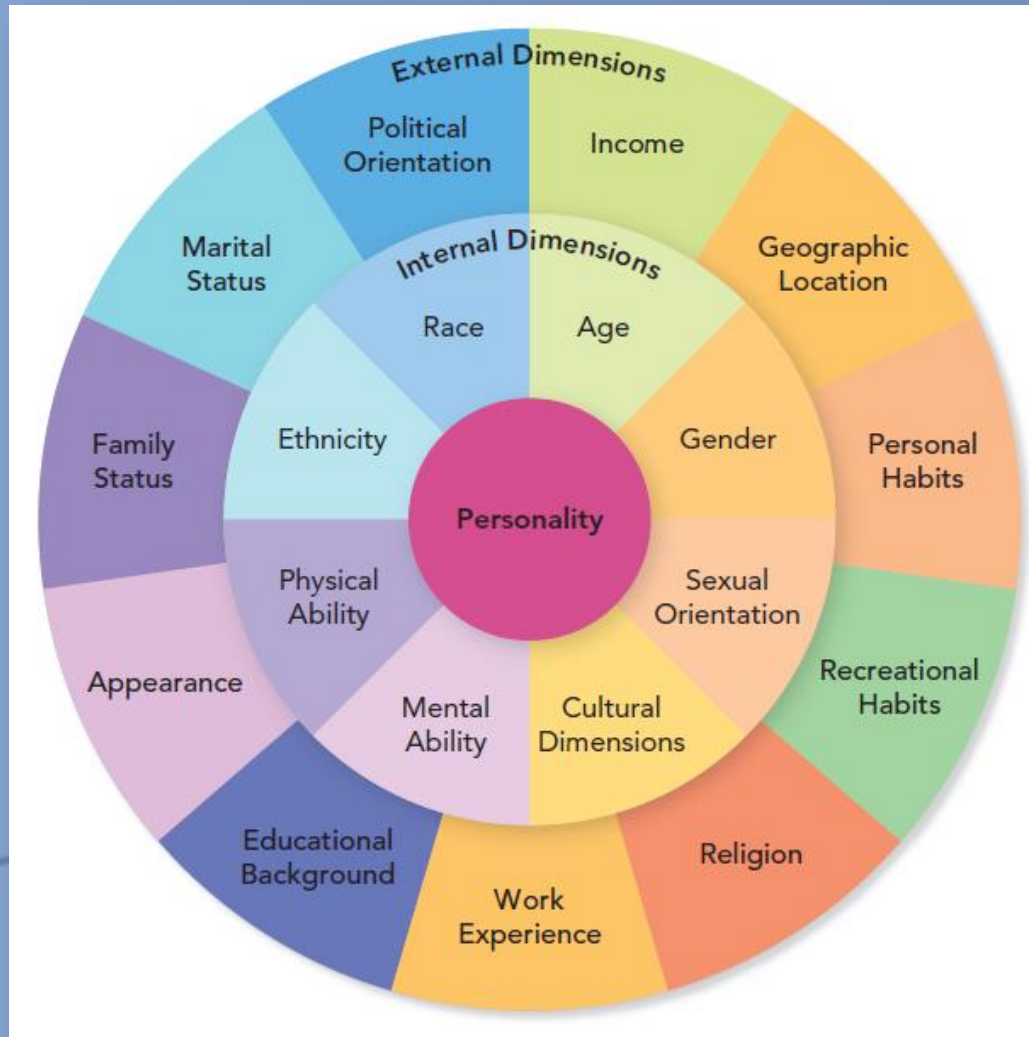 External Dimensions
Political
Orientation
Income
Marital
Status
Geographic
Location
Family
Status
Personal
Habits
Appearance
Recreational
Habits
Educational
Background
Religion
Work
Experience
Internal Dimensions
Race
Age
Ethnicity
Gender
Physical
Ability
Sexual
Orientation
Mental
Ability
Cultural
Dimensions
Personality